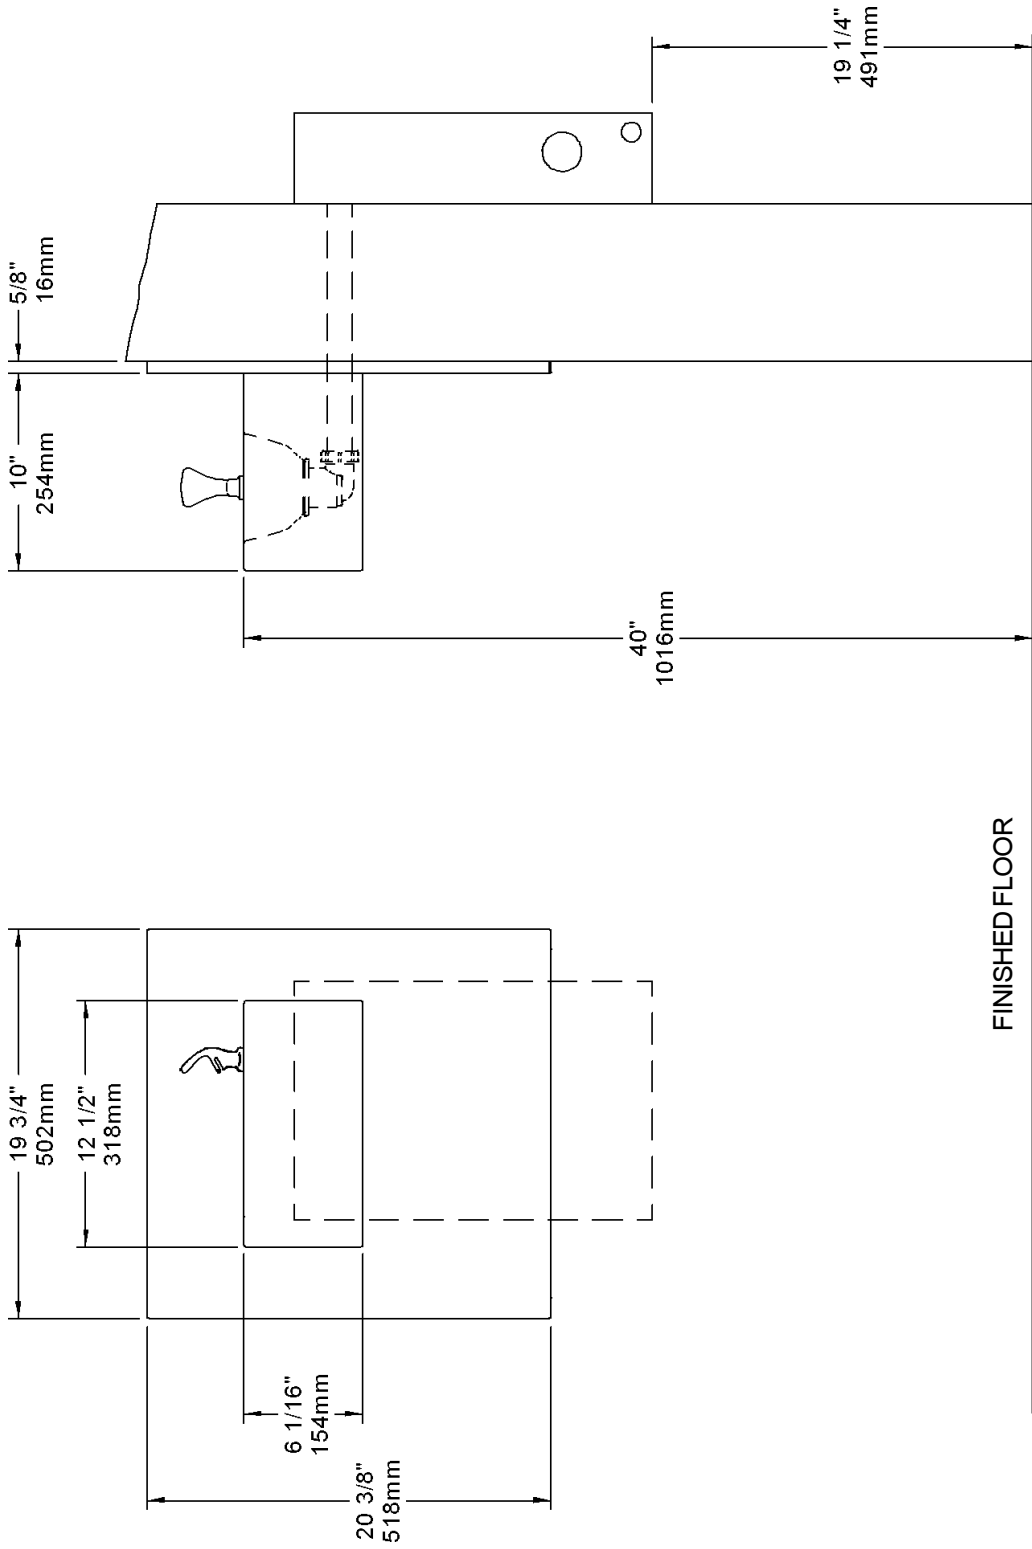 19 3/4"
502mm
12 1/2"
318mm
6 1/16"
154mm
20 3/8"
518mm
10"
254mm
5/8"
16mm
40"
1016mm
19 1/4"
491mm
FINISHED FLOOR